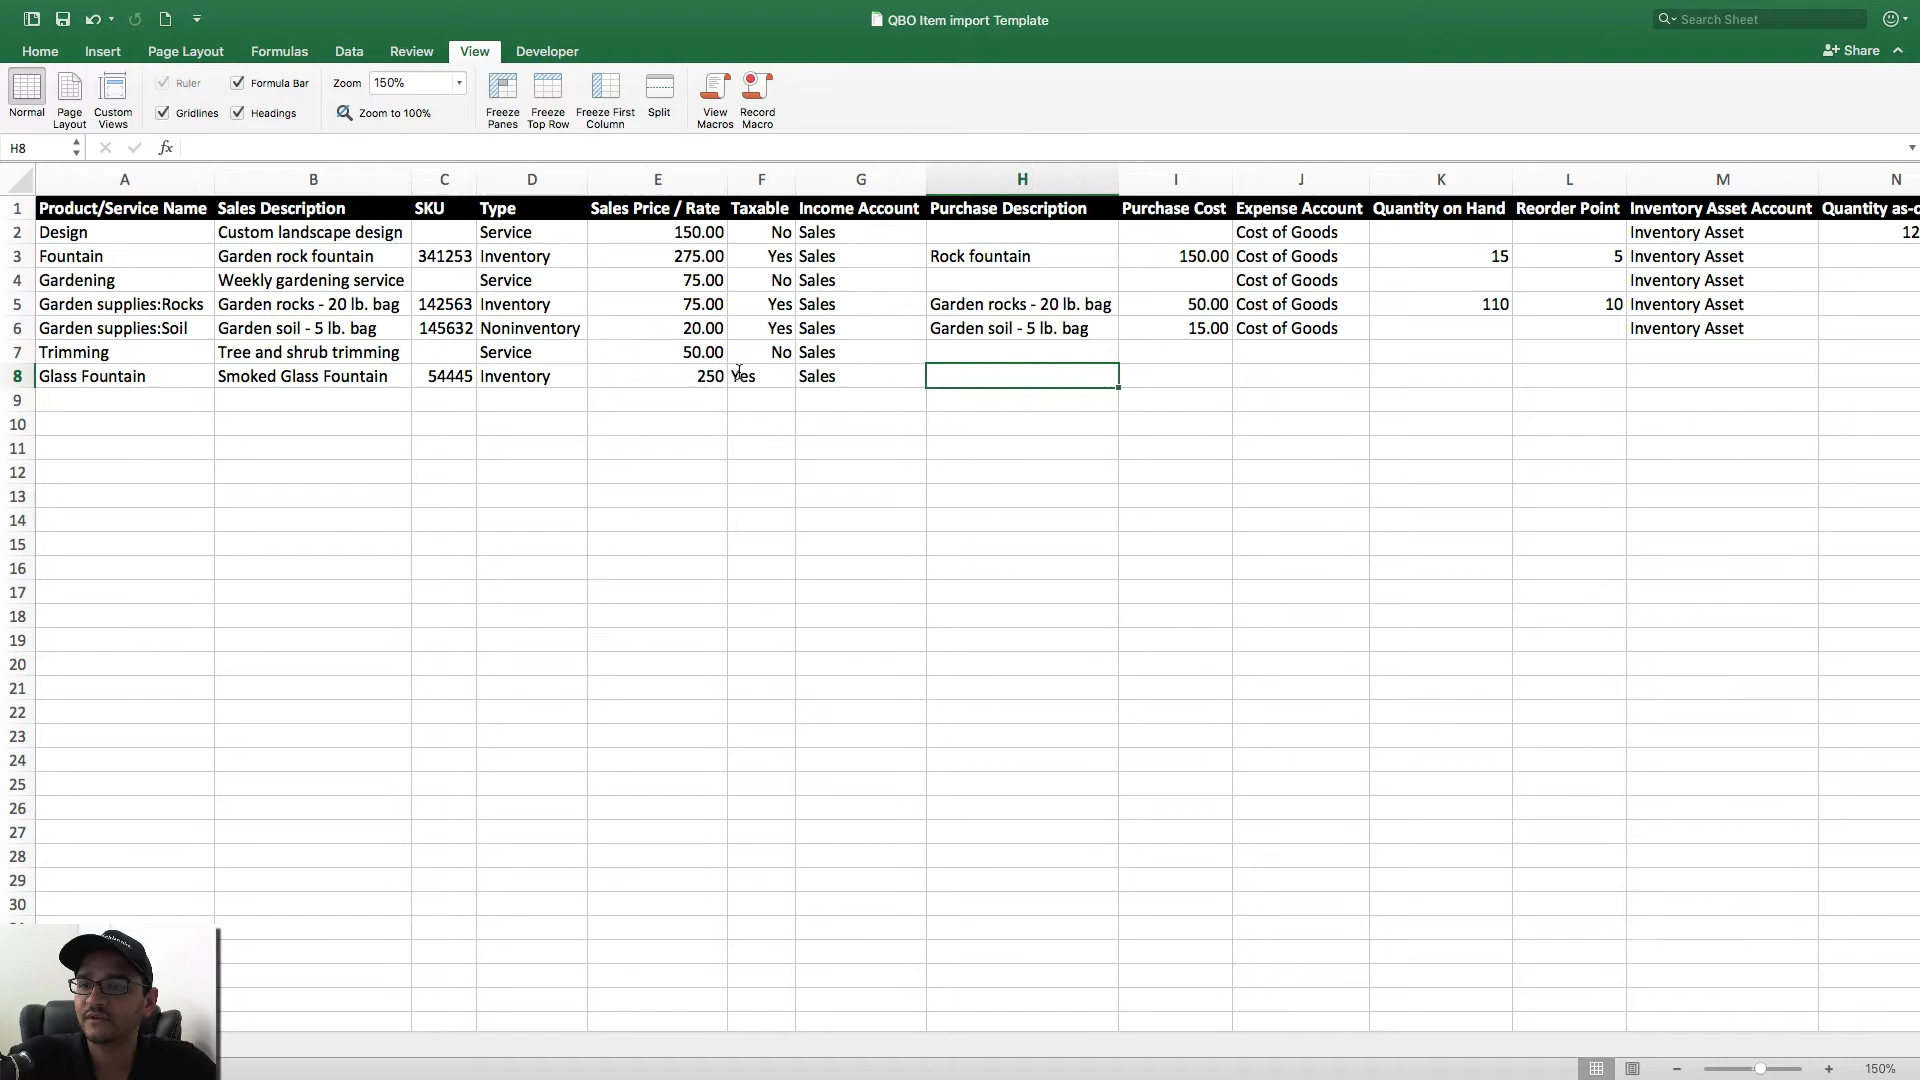 QBO Item import Template
Search Sheet
Home Insert Page Layout Formulas Data Review View Developer
Share
Normal Page Layout Custom Views
Ruler Formula Bar
Gridlines Headings
Zoom 150%
Zoom to 100%
Freeze Panes Freeze Top Row Freeze First Column Split View Macros Record Macro
H8 fx
A B C D E F G H I J K L M N
1 Product/Service Name Sales Description SKU Type Sales Price / Rate Taxable Income Account Purchase Description Purchase Cost Expense Account Quantity on Hand Reorder Point Inventory Asset Account Quantity as-o
2 Design Custom landscape design Service 150.00 No Sales Cost of Goods Inventory Asset 12
3 Fountain Garden rock fountain 341253 Inventory 275.00 Yes Sales Rock fountain 150.00 Cost of Goods 15 5 Inventory Asset
4 Gardening Weekly gardening service Service 75.00 No Sales Cost of Goods Inventory Asset
5 Garden supplies:Rocks Garden rocks - 20 lb. bag 142563 Inventory 75.00 Yes Sales Garden rocks - 20 lb. bag 50.00 Cost of Goods 110 10 Inventory Asset
6 Garden supplies:Soil Garden soil - 5 lb. bag 145632 Noninventory 20.00 Yes Sales Garden soil - 5 lb. bag 15.00 Cost of Goods Inventory Asset
7 Trimming Tree and shrub trimming Service 50.00 No Sales
8 Glass Fountain Smoked Glass Fountain 54445 Inventory 250 Yes Sales
9
10
11
12
13
14
15
16
17
18
19
20
21
22
23
24
25
26
27
28
29
30
150%